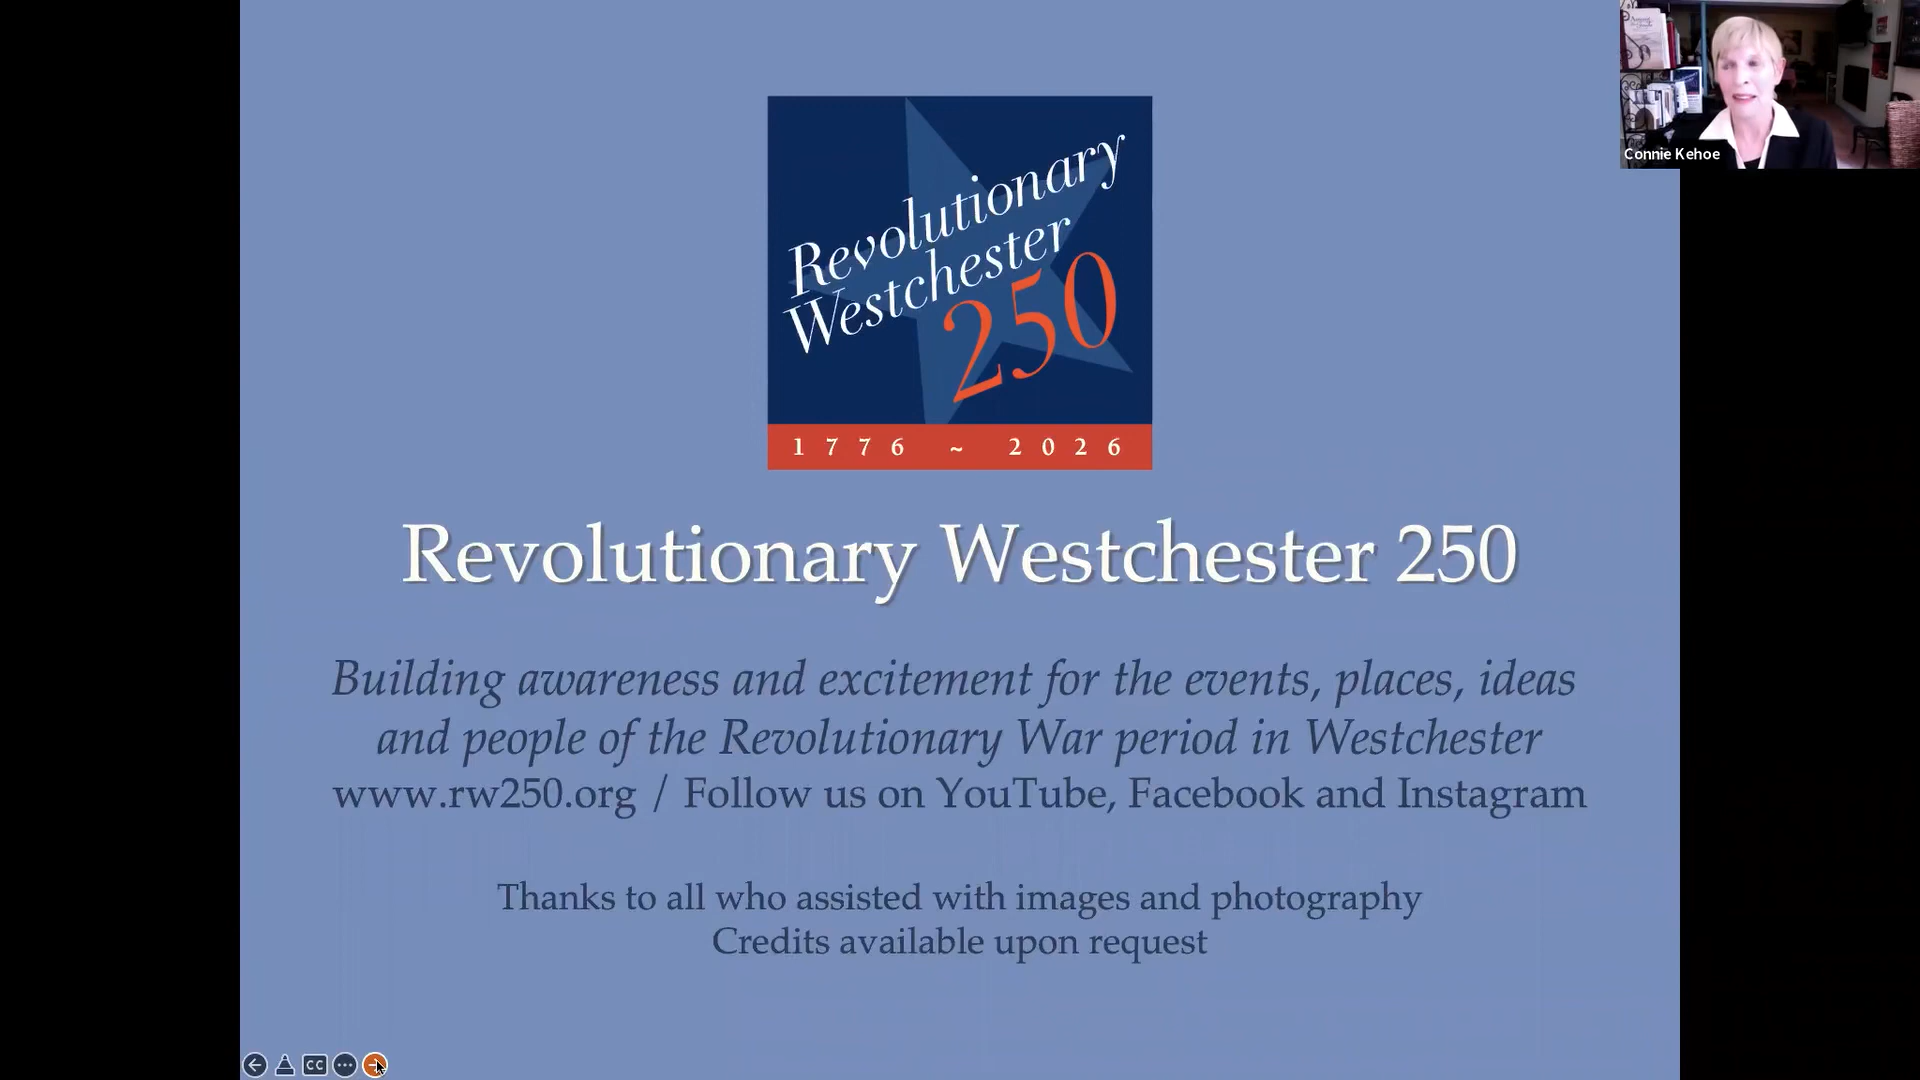 Revolutionary
Westchester
250
1776 ~ 2026
Connie Kehoe
Revolutionary Westchester 250
Building awareness and excitement for the events, places, ideas
and people of the Revolutionary War period in Westchester
www.rw250.org / Follow us on YouTube, Facebook and Instagram
Thanks to all who assisted with images and photography
Credits available upon request
CC